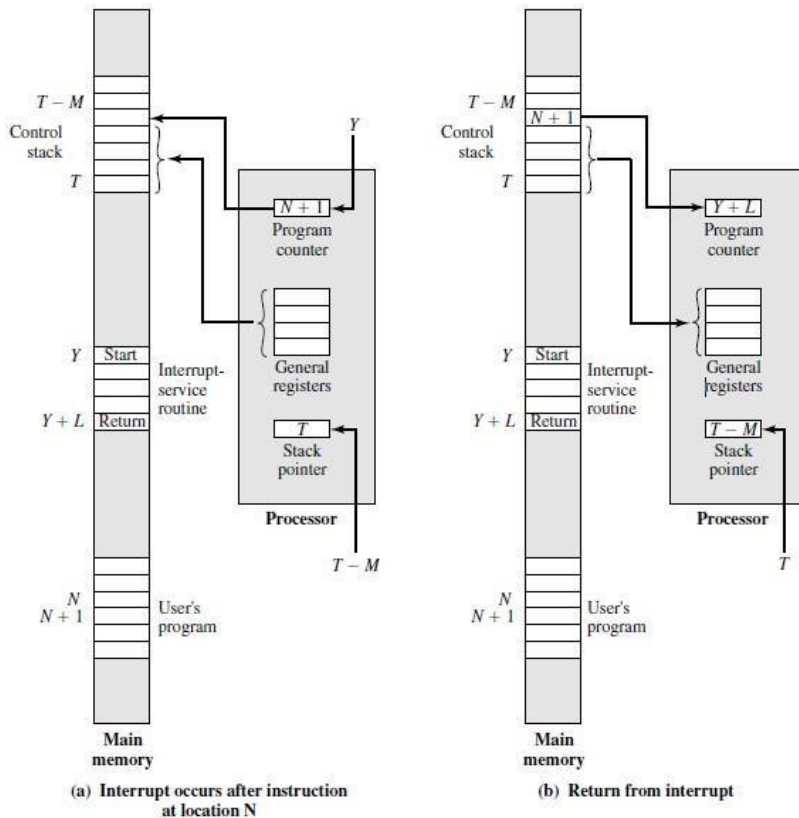 T − M
Control
stack
T
Y
N + 1
Program
counter
General
registers
Y
Start
Interrupt-
service
routine
Y + L
Return
T
Stack
pointer
Processor
T − M
N
N + 1
User's
program
Main
memory
(a) Interrupt occurs after instruction
at location N
T − M
N + 1
Control
stack
T
Y + L
Program
counter
General
registers
Y
Start
Interrupt-
service
routine
Y + L
Return
T − M
Stack
pointer
Processor
T
N
N + 1
User's
program
Main
memory
(b) Return from interrupt